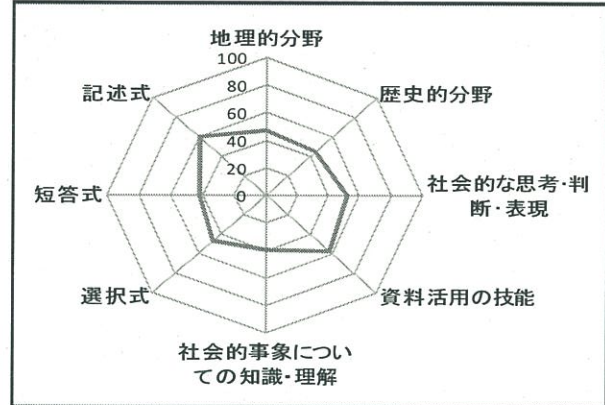 地理的分野
100
80
60
40
20
0
歴史的分野
社会的な思考・判
断・表現
資料活用の技能
社会的事象につい
ての知識・理解
選択式
短答式
記述式